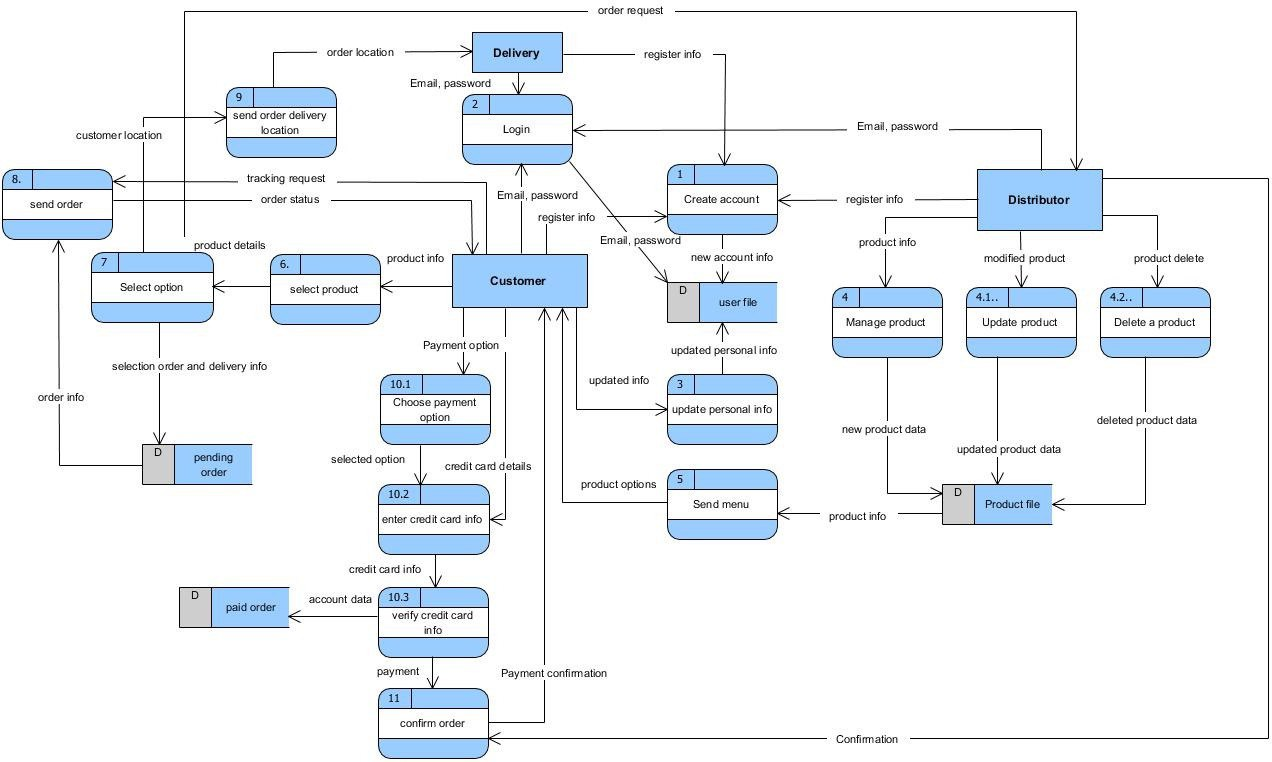 order request
order location
Delivery
register info
Email, password
9
send order delivery
location
2
Login
customer location
Email, password
8.
send order
tracking request
order status
Email, password
register info
1
Create account
register info
Distributor
Email, password
product details
7
Select option
6.
select product
product info
Customer
new account info
D
user file
product info
modified product
product delete
4
Manage product
4.1..
Update product
4.2..
Delete a product
Payment option
selection order and delivery info
order info
10.1
Choose payment
option
updated info
updated personal info
3
update personal info
new product data
updated product data
deleted product data
D
pending
order
selected option
credit card details
10.2
enter credit card info
product options
5
Send menu
product info
D
Product file
credit card info
D
paid order
account data
10.3
verify credit card
info
payment
Payment confirmation
11
confirm order
Confirmation